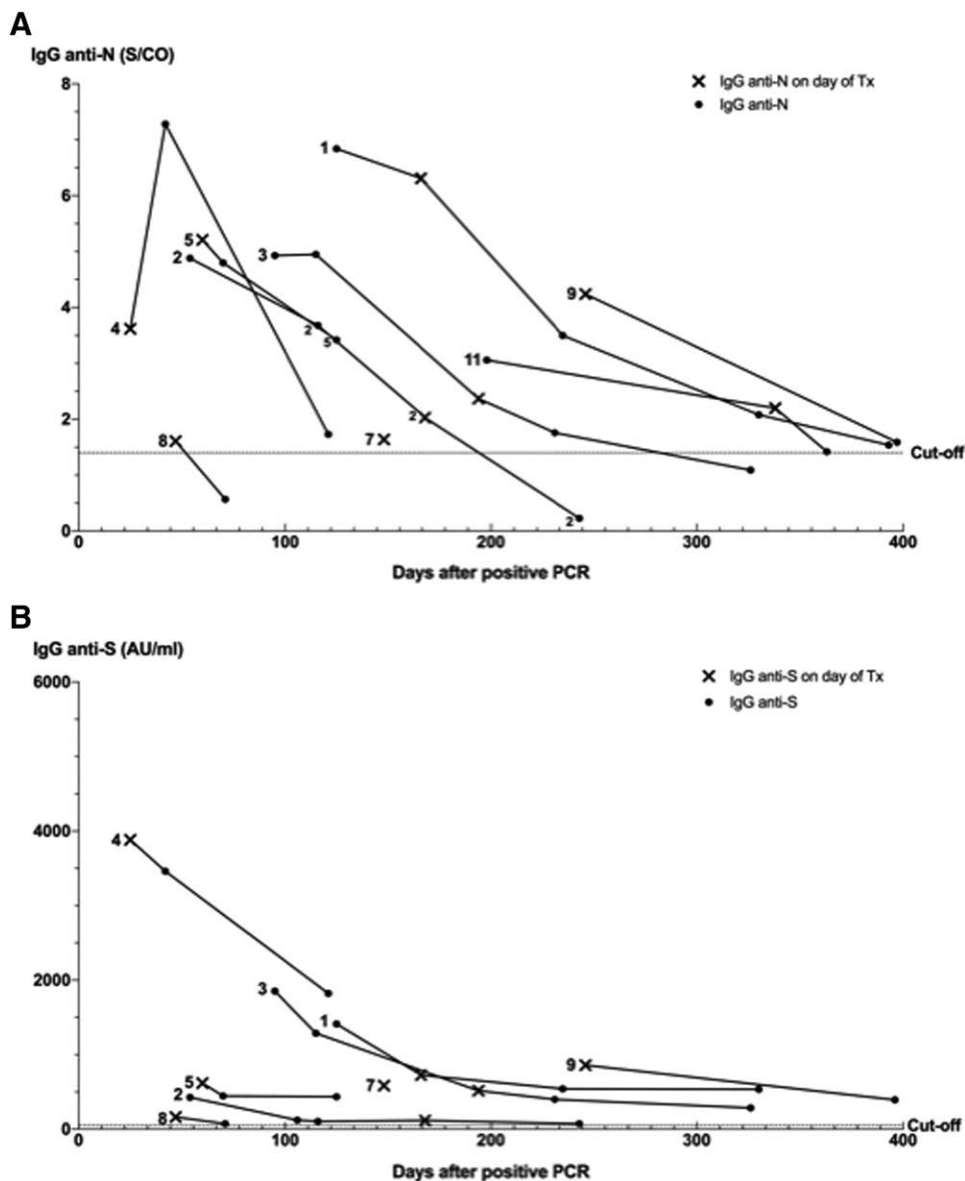 A
IgG anti-N (S/CO)
8
6
4
2
0
IgG anti-N on day of Tx
IgG anti-N
1
5
2
3
4
9
2
5
11
2
8
7
Cut-off
2
0 100 200 300 400
Days after positive PCR
B
IgG anti-S (AU/ml)
6000
4000
2000
0
IgG anti-S on day of Tx
IgG anti-S
4
3
1
9
5
7
2
8
Cut-off
0 100 200 300 400
Days after positive PCR